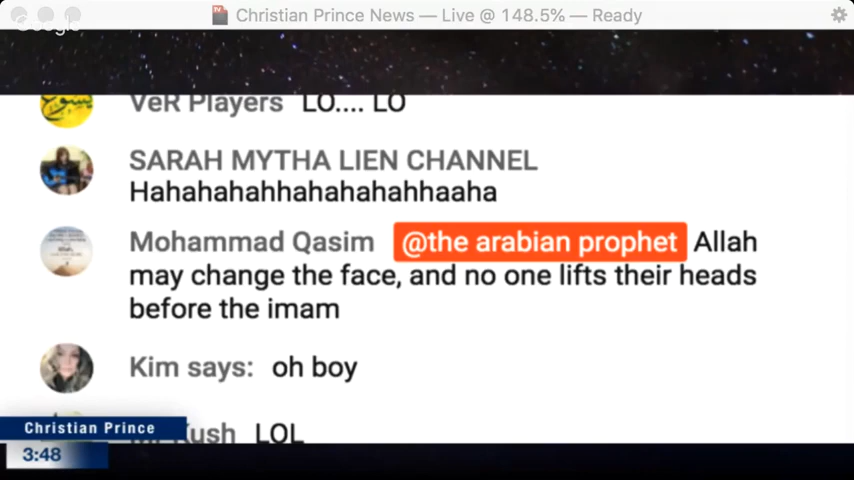 Christian Prince News — Live @ 148.5% — Ready
Google
VeR Players LO.... LO
SARAH MYTHA LIEN CHANNEL
Hahahahahhahahahahhaaha
Mohammad Qasim @the arabian prophet Allah
may change the face, and no one lifts their heads
before the imam
Kim says: oh boy
Kush LOL
Christian Prince
3:48